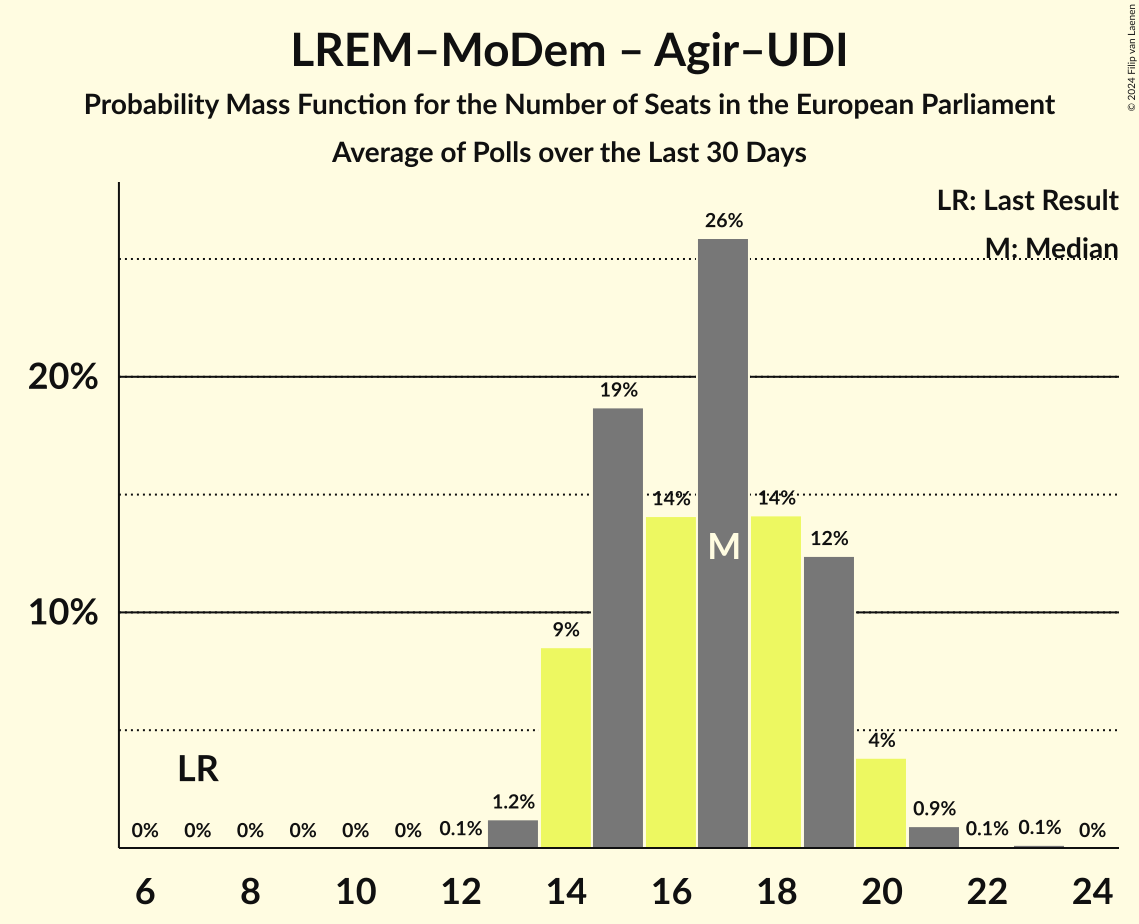 LREM–MoDem – Agir–UDI
Probability Mass Function for the Number of Seats in the European Parliament
Average of Polls over the Last 30 Days
© 2024 Filip van Laenen
LR: Last Result
M: Median
20%
10%
LR
M
0%
0%
0%
0%
0%
0%
0.1%
1.2%
9%
19%
14%
26%
14%
12%
4%
0.9%
0.1%
0.1%
0%
6 8 10 12 14 16 18 20 22 24